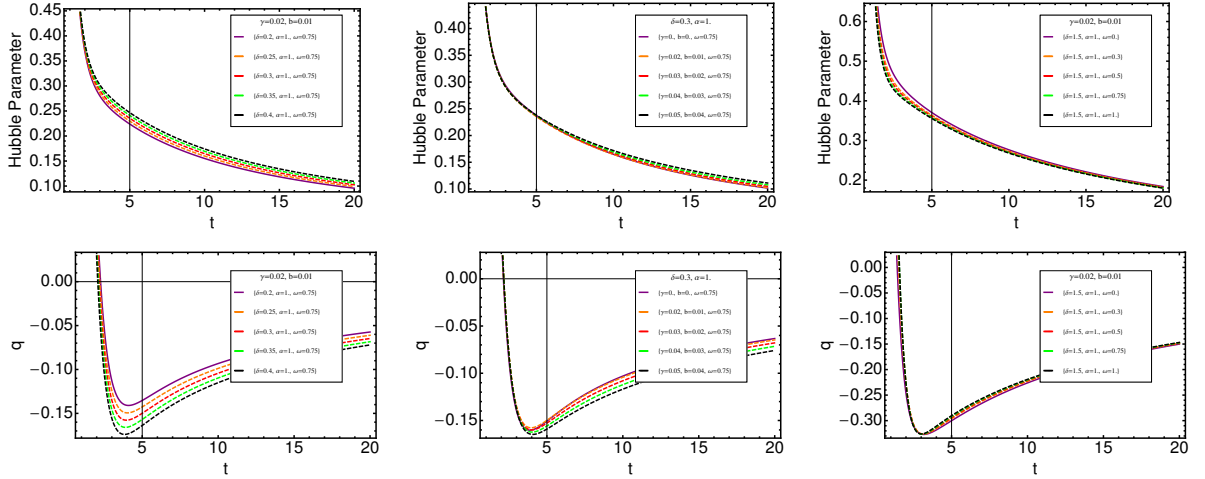 Hubble Parameter
0.45
0.40
0.35
0.30
0.25
0.20
0.15
0.10
γ=0.02, b=0.01
{δ=0.2, α=1., ω=0.75}
{δ=0.25, α=1., ω=0.75}
{δ=0.3, α=1., ω=0.75}
{δ=0.35, α=1., ω=0.75}
{δ=0.4, α=1., ω=0.75}
5 10 15 20
t
Hubble Parameter
0.40
0.35
0.30
0.25
0.20
0.15
0.10
δ=0.3, α=1.
{γ=0., b=0., ω=0.75}
{γ=0.02, b=0.01, ω=0.75}
{γ=0.03, b=0.02, ω=0.75}
{γ=0.04, b=0.03, ω=0.75}
{γ=0.05, b=0.04, ω=0.75}
5 10 15 20
t
Hubble Parameter
0.6
0.5
0.4
0.3
0.2
γ=0.02, b=0.01
{δ=1.5, α=1., ω=0.}
{δ=1.5, α=1., ω=0.3}
{δ=1.5, α=1., ω=0.5}
{δ=1.5, α=1., ω=0.75}
{δ=1.5, α=1., ω=1.}
5 10 15 20
t
q
0.00
−0.05
−0.10
−0.15
γ=0.02, b=0.01
{δ=0.2, α=1., ω=0.75}
{δ=0.25, α=1., ω=0.75}
{δ=0.3, α=1., ω=0.75}
{δ=0.35, α=1., ω=0.75}
{δ=0.4, α=1., ω=0.75}
5 10 15 20
t
q
0.00
−0.05
−0.10
−0.15
δ=0.3, α=1.
{γ=0., b=0., ω=0.75}
{γ=0.02, b=0.01, ω=0.75}
{γ=0.03, b=0.02, ω=0.75}
{γ=0.04, b=0.03, ω=0.75}
{γ=0.05, b=0.04, ω=0.75}
5 10 15 20
t
q
0.00
−0.05
−0.10
−0.15
−0.20
−0.25
−0.30
γ=0.02, b=0.01
{δ=1.5, α=1., ω=0.}
{δ=1.5, α=1., ω=0.3}
{δ=1.5, α=1., ω=0.5}
{δ=1.5, α=1., ω=0.75}
{δ=1.5, α=1., ω=1.}
5 10 15 20
t